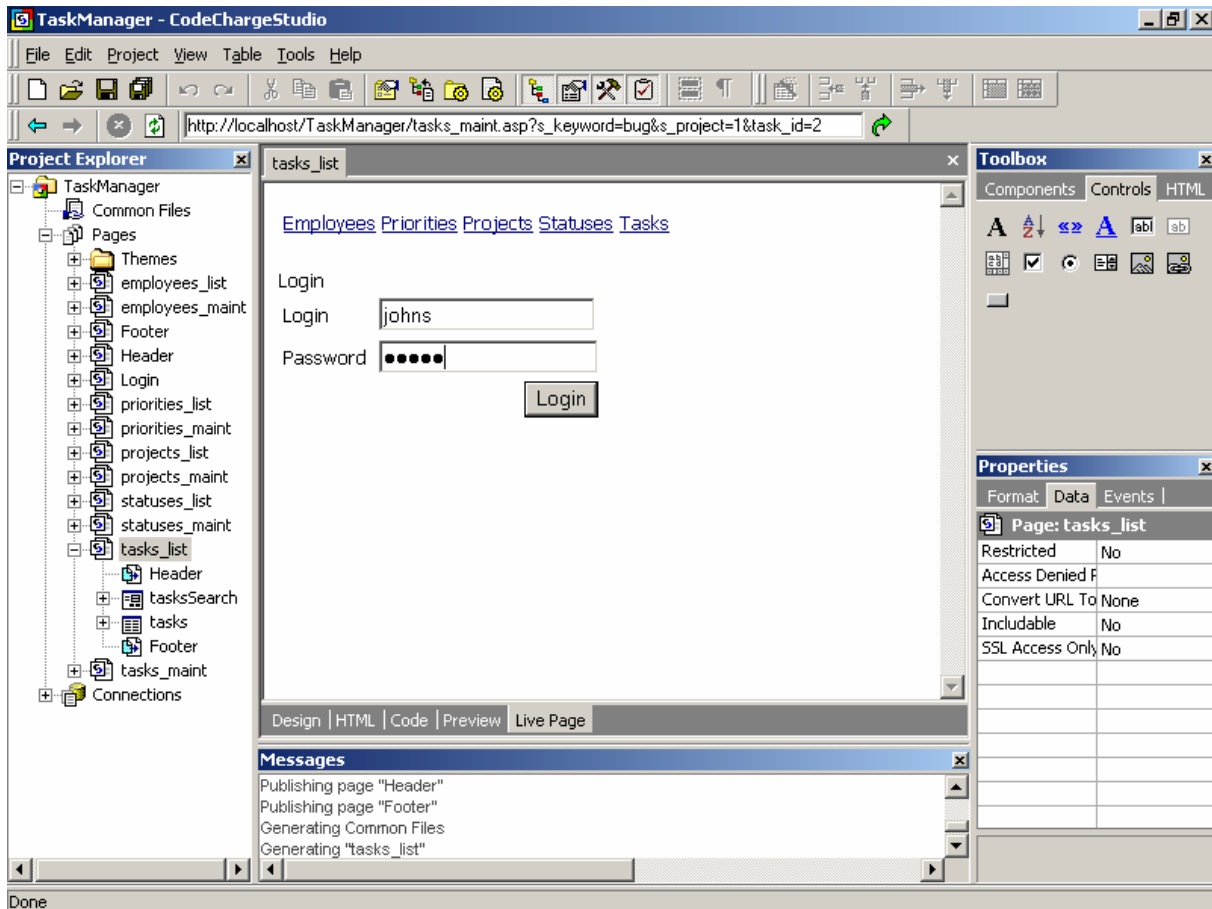 TaskManager - CodeChargeStudio
File Edit Project View Table Tools Help
http://localhost/TaskManager/tasks_maint.asp?s_keyword=bug&s_project=1&task_id=2
Project Explorer
TaskManager
Common Files
Pages
Themes
employees_list
employees_maint
Footer
Header
Login
priorities_list
priorities_maint
projects_list
projects_maint
statuses_list
statuses_maint
tasks_list
Header
tasksSearch
tasks
Footer
tasks_maint
Connections
tasks_list
Employees Priorities Projects Statuses Tasks
Login
Login johns
Password ●●●●●
Login
Design | HTML | Code | Preview Live Page
Messages
Publishing page "Header"
Publishing page "Footer"
Generating Common Files
Generating "tasks_list"
Toolbox
Components Controls HTML
A A Z «» A ab| ab
Properties
Format Data Events |
Page: tasks_list
Restricted No
Access Denied P
Convert URL To None
Includable No
SSL Access Only No
Done